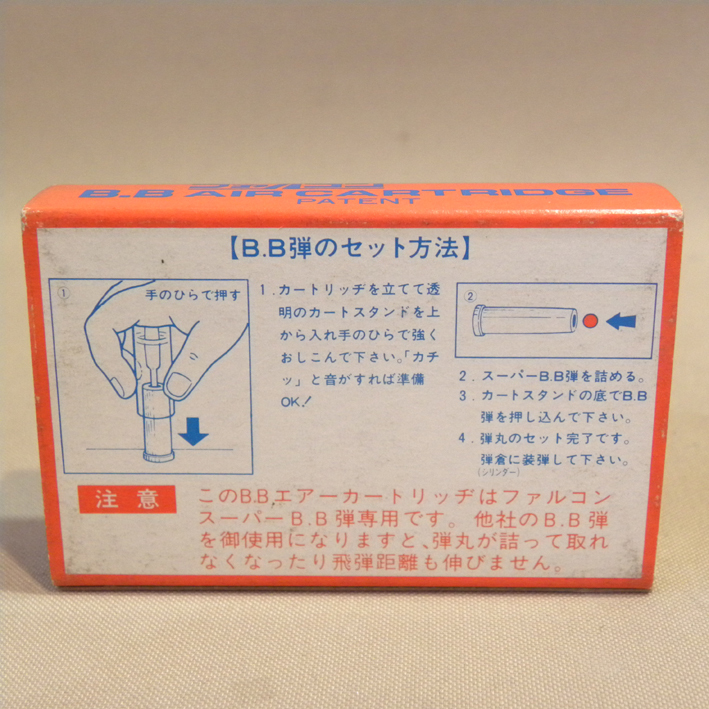 B.B AIR CARTRIDGE
PATENT
【B.B弾のセット方法】
①
手のひらで押す
1.カートリッヂを立てて透
明のカートスタンドを上
から入れ手のひらで強く
おしこんで下さい。「カチ
ッ」と音がすれば準備
OK!
②
2.スーパーB.B弾を詰める。
3.カートスタンドの底でB.B
弾を押し込んで下さい。
4.弾丸のセット完了です。
弾倉に装弾して下さい。
(シリンダー)
注意
このB.B.エアーカートリッヂはファルコン
スーパーB.B弾専用です。他社のB.B弾
を御使用になりますと、弾丸が詰って取れ
なくなったり飛弾距離も伸びません。